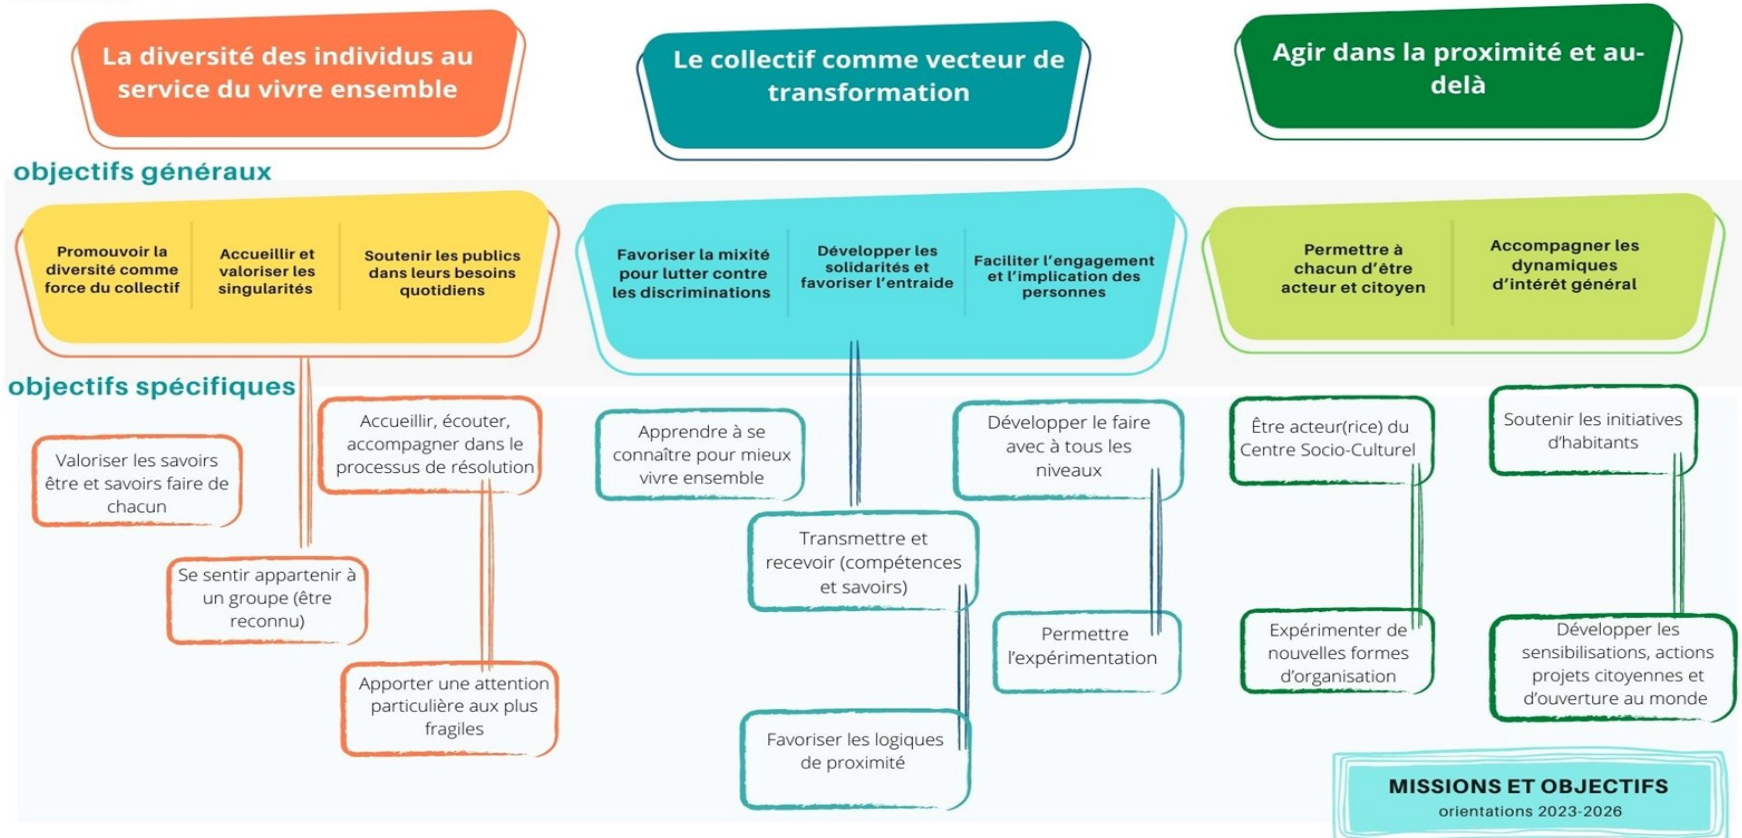 La diversité des individus au
service du vivre ensemble
Le collectif comme vecteur de
transformation
Agir dans la proximité et au-
delà
objectifs généraux
Promouvoir la
diversité comme
force du collectif
Accueillir et
valoriser les
singularités
Soutenir les publics
dans leurs besoins
quotidiens
Favoriser la mixité
pour lutter contre
les discriminations
Développer les
solidarités et
favoriser l'entraide
Faciliter l'engagement
et l'implication des
personnes
Permettre à
chacun d'être
acteur et citoyen
Accompagner les
dynamiques
d'intérêt général
objectifs spécifiques
Valoriser les savoirs
être et savoirs faire de
chacun
Accueillir, écouter,
accompagner dans le
processus de résolution
Se sentir appartenir à
un groupe (être
reconnu)
Apporter une attention
particulière aux plus
fragiles
Apprendre à se
connaître pour mieux
vivre ensemble
Transmettre et
recevoir (compétences
et savoirs)
Favoriser les logiques
de proximité
Développer le faire
avec à tous les
niveaux
Permettre
l'expérimentation
Être acteur(rice) du
Centre Socio-Culturel
Expérimenter de
nouvelles formes
d'organisation
Soutenir les initiatives
d'habitants
Développer les
sensibilisations, actions
projets citoyennes et
d'ouverture au monde
MISSIONS ET OBJECTIFS
orientations 2023-2026